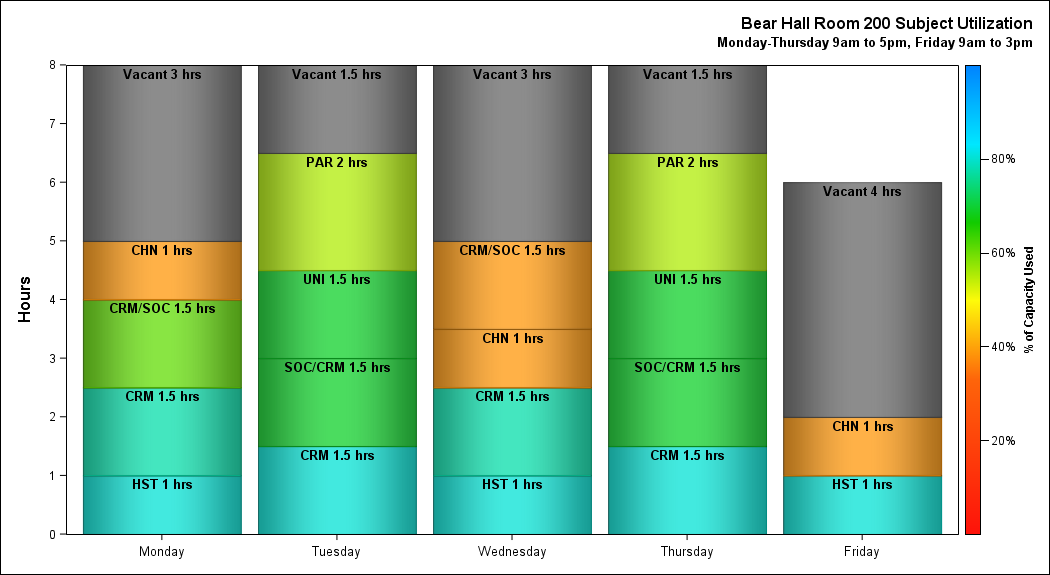 Bear Hall Room 200 Subject Utilization
Monday-Thursday 9am to 5pm, Friday 9am to 3pm
Hours
8
7
6
5
4
3
2
1
0
Vacant 3 hrs
CHN 1 hrs
CRM/SOC 1.5 hrs
CRM 1.5 hrs
HST 1 hrs
Monday
Vacant 1.5 hrs
PAR 2 hrs
UNI 1.5 hrs
SOC/CRM 1.5 hrs
CRM 1.5 hrs
Tuesday
Vacant 3 hrs
CRM/SOC 1.5 hrs
CHN 1 hrs
CRM 1.5 hrs
HST 1 hrs
Wednesday
Vacant 1.5 hrs
PAR 2 hrs
UNI 1.5 hrs
SOC/CRM 1.5 hrs
CRM 1.5 hrs
Thursday
Vacant 4 hrs
CHN 1 hrs
HST 1 hrs
Friday
80%
60%
40%
20%
% of Capacity Used